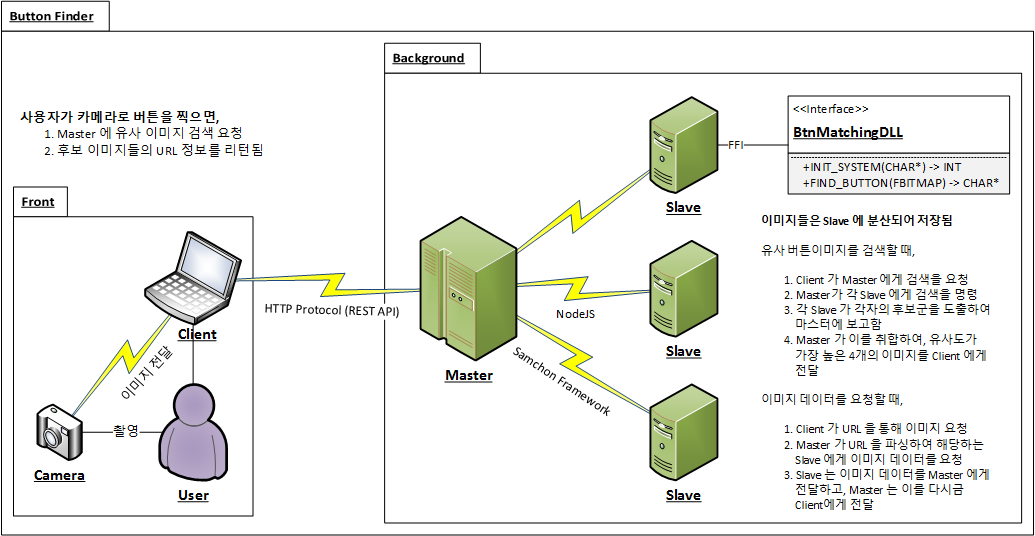 Button Finder
Background
사용자가 카메라로 버튼을 찍으면,
1. Master 에 유사 이미지 검색 요청
2. 후보 이미지들의 URL 정보를 리턴됨
Front
Client
이미지 전달
촬영
Camera
User
HTTP Protocol (REST API)
Master
NodeJS
Samchon Framework
Slave
Slave
Slave
FFI
<<Interface>>
BtnMatchingDLL
+INIT_SYSTEM(CHAR*) -> INT
+FIND_BUTTON(FBITMAP) -> CHAR*
이미지들은 Slave 에 분산되어 저장됨
유사 버튼이미지를 검색할 때,
1. Client 가 Master 에게 검색을 요청
2. Master가 각 Slave 에게 검색을 명령
3. 각 Slave 가 각자의 후보군을 도출하여
마스터에 보고함
4. Master 가 이를 취합하여, 유사도가
가장 높은 4개의 이미지를 Client 에게
전달
이미지 데이터를 요청할 때,
1. Client 가 URL 을 통해 이미지 요청
2. Master 가 URL 을 파싱하여 해당하는
Slave 에게 이미지 데이터를 요청
3. Slave 는 이미지 데이터를 Master 에게
전달하고, Master 는 이를 다시금
Client에게 전달